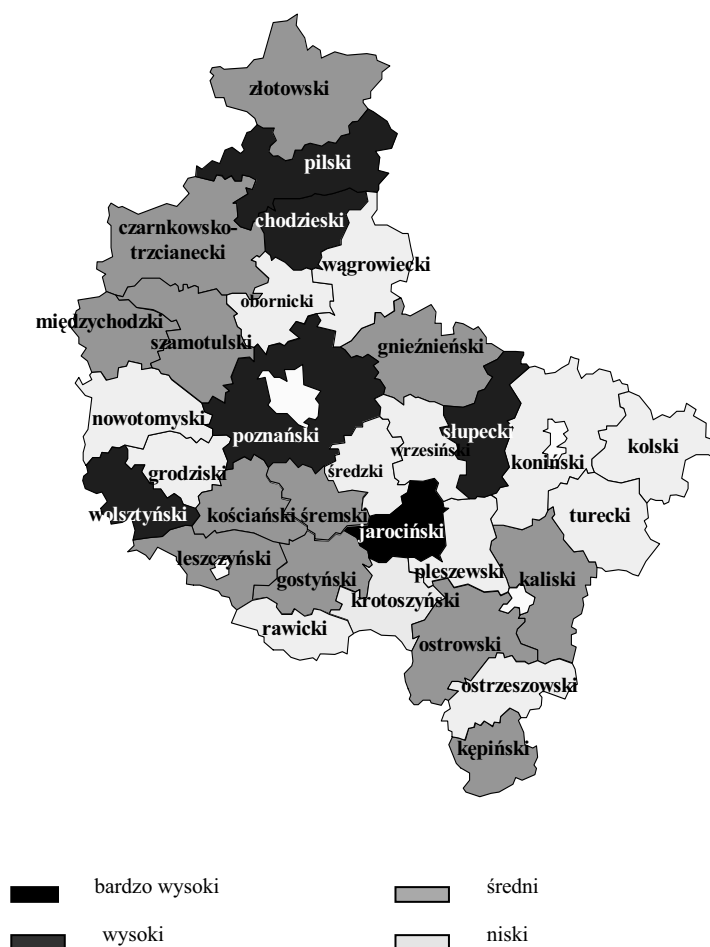 złotowski
pilski
chodzieski
czarnkowsko-
trzcianecki
wągrowiecki
obornicki
międzychodzki
szamotulski
gnieźnieński
nowotomyski
poznański
słupecki
wrzesiński
kolski
koniński
grodziski
średzki
wolsztyński
kościański
śremski
jarociński
turecki
leszczyński
gostyński
pleszewski
kaliski
krotoszyński
rawicki
ostrowski
ostrzeszowski
kępiński
bardzo wysoki
średni
wysoki
niski